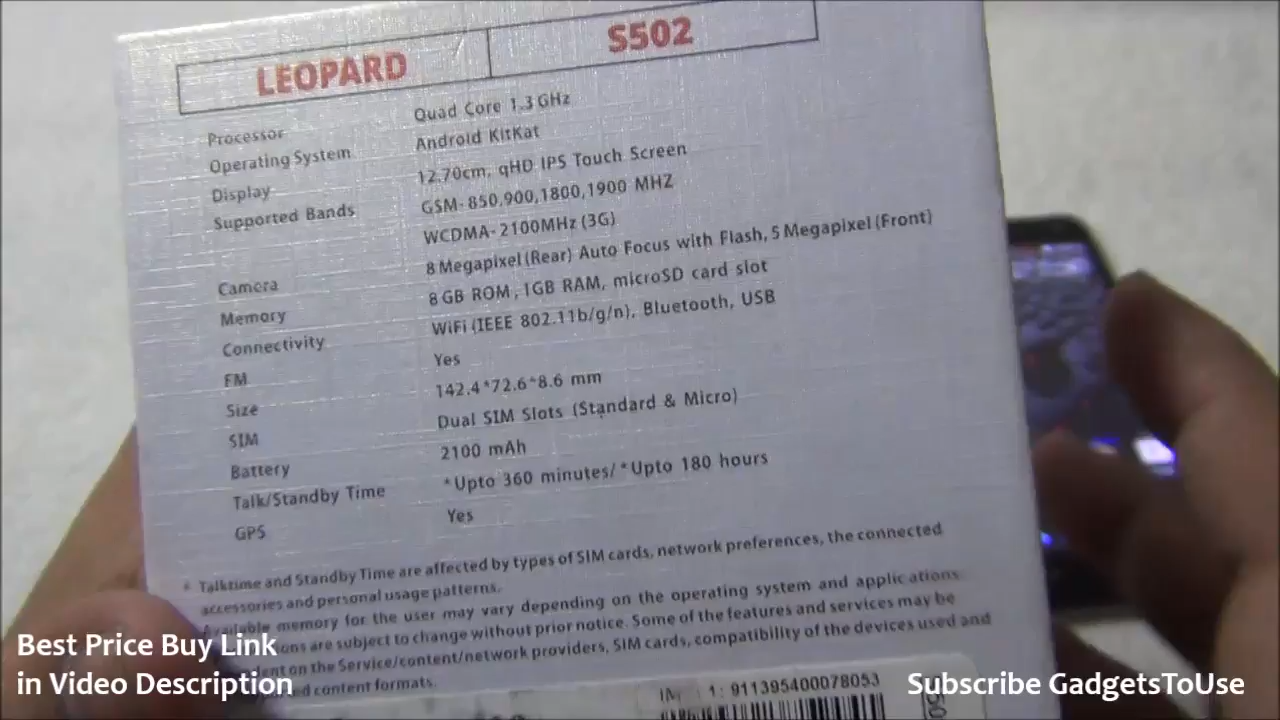 LEOPARD S502
Processor Quad Core 1.3 GHz
Operating System Android KitKat
Display 12.70cm, qHD IPS Touch Screen
Supported Bands GSM-850,900,1800,1900 MHZ
WCDMA-2100MHz (3G)
Camera 8 Megapixel (Rear) Auto Focus with Flash, 5 Megapixel (Front)
Memory 8 GB ROM, 1GB RAM, microSD card slot
Connectivity WiFi (IEEE 802.11b/g/n), Bluetooth, USB
FM Yes
Size 142.4*72.6*8.6 mm
SIM Dual SIM Slots (Standard & Micro)
Battery 2100 mAh
Talk/Standby Time *Upto 360 minutes/ *Upto 180 hours
GPS Yes
* Talktime and Standby Time are affected by types of SIM cards, network preferences, the connected
accessories and personal usage patterns.
Available memory for the user may vary depending on the operating system and applications.
are subject to change without prior notice. Some of the features and services may be
on the Service/content/network providers, SIM cards, compatibility of the devices used and
content formats.
1: 911395400078053
Best Price Buy Link
in Video Description
Subscribe GadgetsToUse